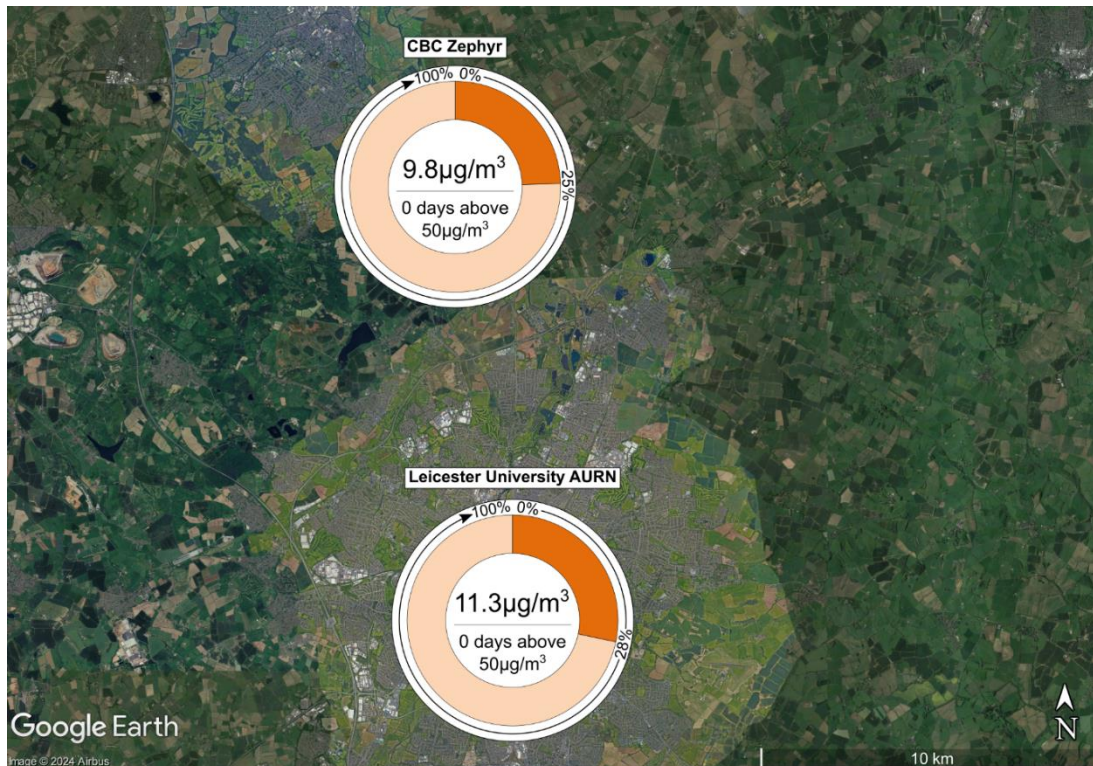 CBC Zephyr
100% 0%
25%
9.8µg/m³
0 days above
50µg/m³
Leicester University AURN
100% 0%
28%
11.3µg/m³
0 days above
50µg/m³
N
Google Earth
Image © 2024 Airbus
10 km